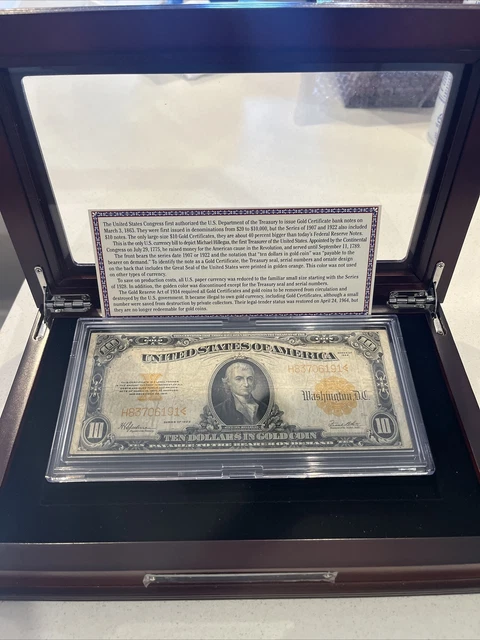 The United States Congress first authorized the U.S. Department of the Treasury to issue Gold Certificate bank notes on
March 3, 1863. They were first issued in denominations from $20 to $10,000, but the Series of 1907 and 1922 also included
$10 notes. The only large size $10 Gold Certificates, they are about 40 percent bigger than today's Federal Reserve Notes.
This is the only U.S. currency bill to depict Michael Hillegas, the first Treasurer of the United States. Appointed by the Continental
Congress on July 29, 1775, he raised money for the American cause in the Revolution, and served until September 11, 1789.
The front bears the series date 1907 or 1922 and the notation that "ten dollars in gold coin" was "payable to the
bearer on demand." To identify the note as a Gold Certificate, the Treasury seal, serial numbers and ornate design
on the back that includes the Great Seal of the United States were printed in golden orange. This color was not used
on other types of currency.
To save on production costs, all U.S. paper currency was reduced to the familiar small size starting with the Series
of 1928. In addition, the golden color was discontinued except for the Treasury seal and serial numbers.
The Gold Reserve Act of 1934 required all Gold Certificates and gold coins to be removed from circulation and
destroyed by the U.S. government. It became illegal to own gold currency, including Gold Certificates, although a small
number were saved from destruction by private collectors. Their legal tender status was restored on April 24, 1964, but
they are no longer redeemable for gold coins.
10 10
UNITED STATES OF AMERICA
H83706191
Washington, D.C.
H83706191
10 TEN DOLLARS IN GOLD COIN 10
PAYABLE TO THE BEARER ON DEMAND